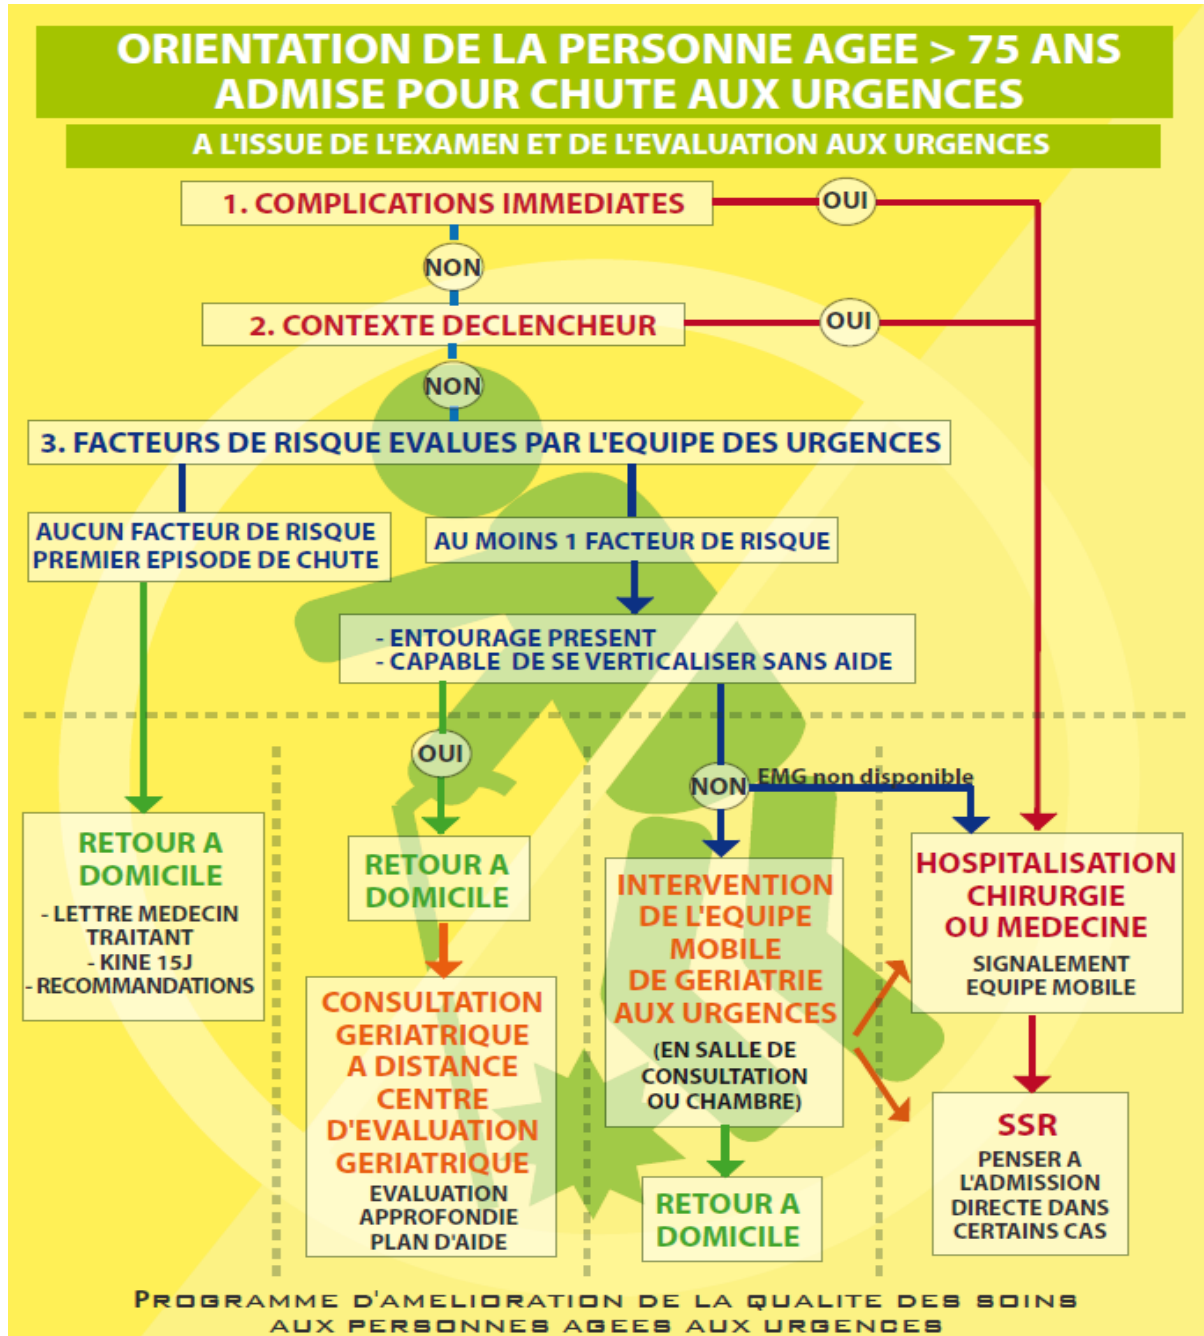 ORIENTATION DE LA PERSONNE AGEE > 75 ANS
ADMISE POUR CHUTE AUX URGENCES
A L'ISSUE DE L'EXAMEN ET DE L'EVALUATION AUX URGENCES
1. COMPLICATIONS IMMEDIATES
OUI
NON
2. CONTEXTE DECLENCHEUR
OUI
NON
3. FACTEURS DE RISQUE EVALUES PAR L'EQUIPE DES URGENCES
AUCUN FACTEUR DE RISQUE
PREMIER EPISODE DE CHUTE
AU MOINS 1 FACTEUR DE RISQUE
- ENTOURAGE PRESENT
- CAPABLE DE SE VERTICALISER SANS AIDE
OUI
NON
EMG non disponible
RETOUR A
DOMICILE
- LETTRE MEDECIN
TRAITANT
- KINE 15J
- RECOMMANDATIONS
RETOUR A
DOMICILE
CONSULTATION
GERIATRIQUE
A DISTANCE
CENTRE
D'EVALUATION
GERIATRIQUE
EVALUATION
APPROFONDIE
PLAN D'AIDE
INTERVENTION
DE L'EQUIPE
MOBILE
DE GERIATRIE
AUX URGENCES
(EN SALLE DE
CONSULTATION
OU CHAMBRE)
RETOUR A
DOMICILE
HOSPITALISATION
CHIRURGIE
OU MEDECINE
SIGNALEMENT
EQUIPE MOBILE
SSR
PENSER A
L'ADMISSION
DIRECTE DANS
CERTAINS CAS
PROGRAMME D'AMELIORATION DE LA QUALITE DES SOINS
AUX PERSONNES AGEES AUX URGENCES